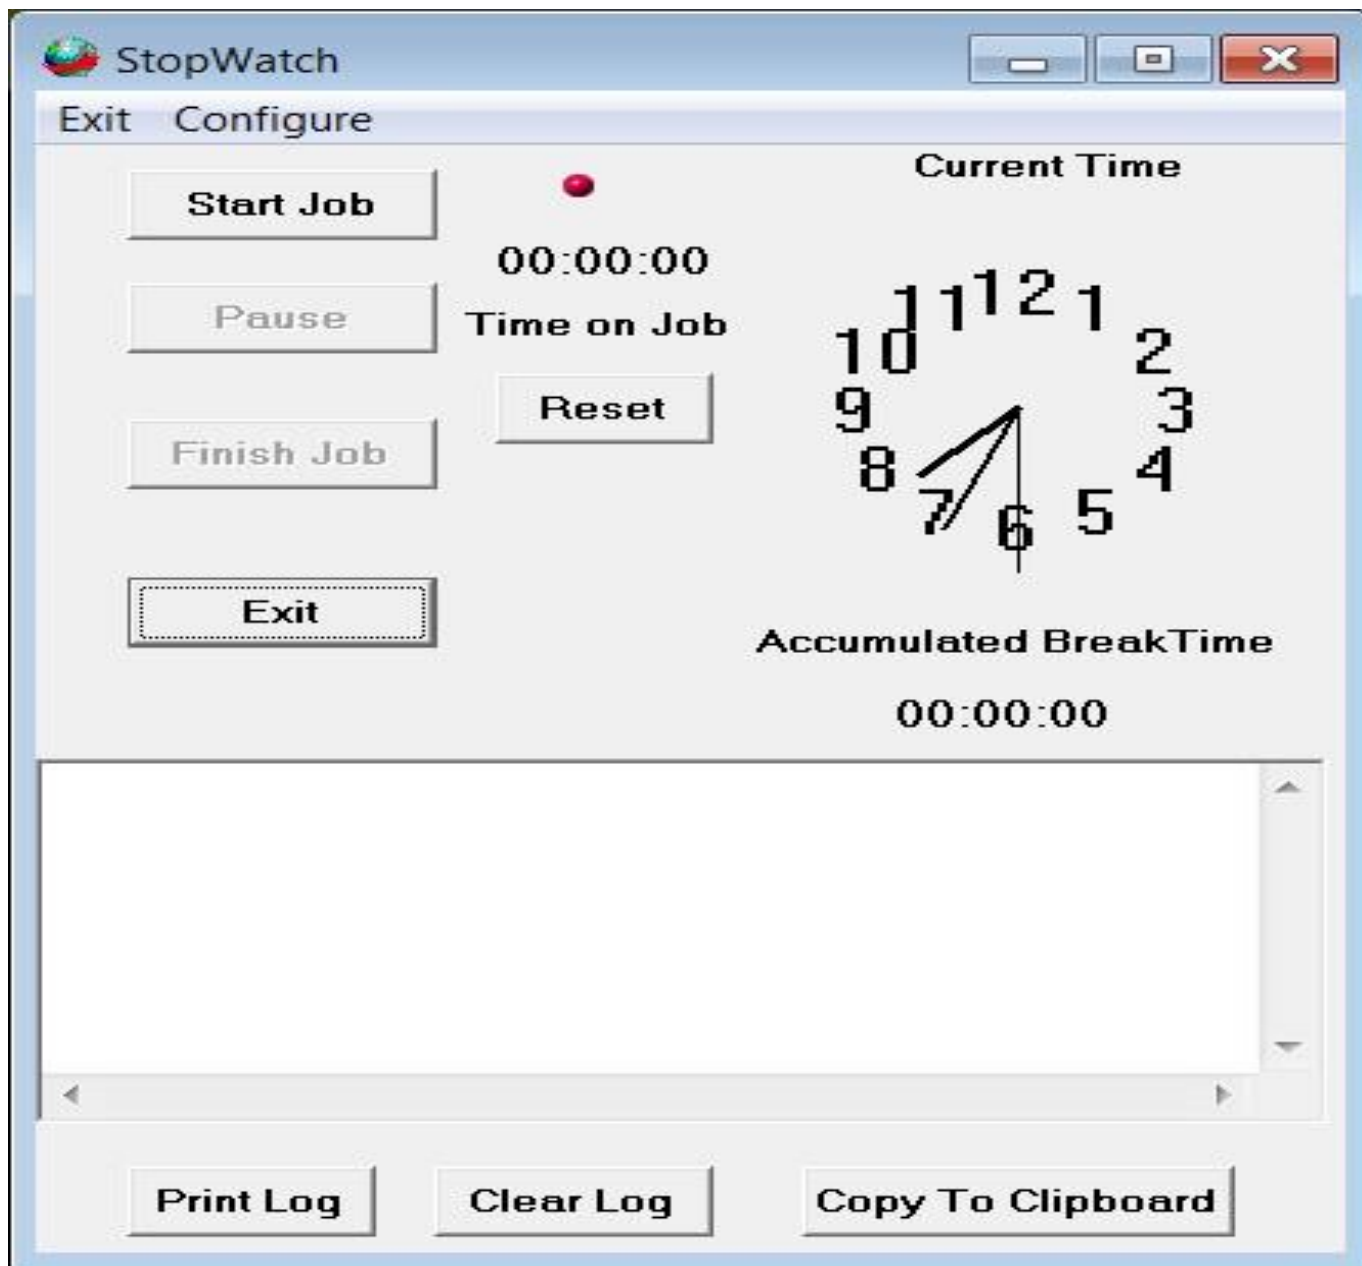 StopWatch
Exit Configure
Start Job
Pause
Finish Job
Exit
00:00:00
Time on Job
Reset
Current Time
12
1
2
3
4
5
6
7
8
9
10
11
Accumulated BreakTime
00:00:00
Print Log
Clear Log
Copy To Clipboard